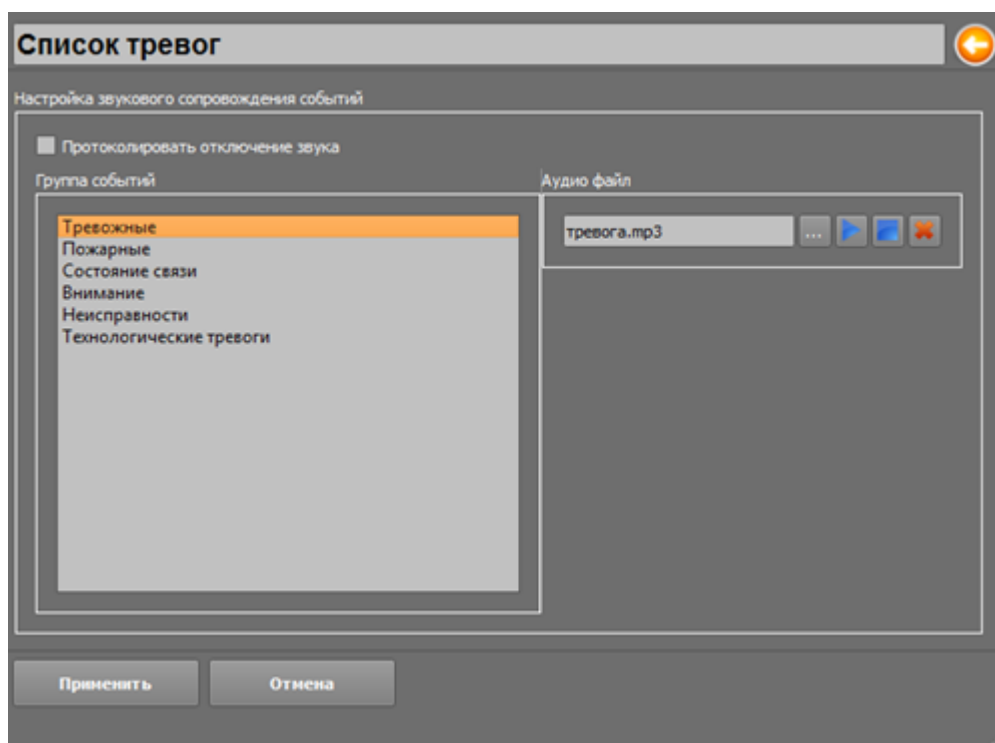 Список тревог
Настройка звукового сопровождения событий
Протоколировать отключение звука
Группа событий
Аудио файл
Тревожные
Пожарные
Состояние связи
Внимание
Неисправности
Технологические тревоги
тревога.mp3
...
Применить
Отмена